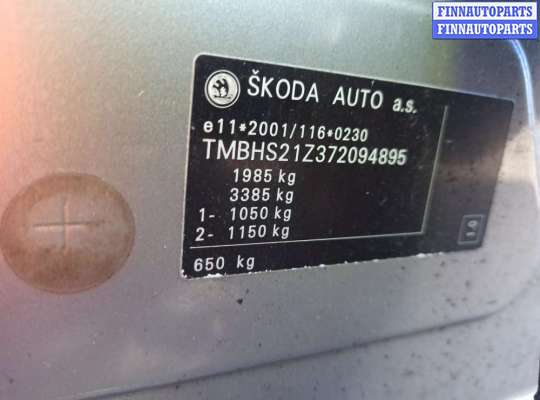 FINNAUTOPARTS
FINNAUTOPARTS
ŠKODA AUTO a.s.
e11*2001/116*0230
TMBHS21Z372094895
1985 kg
3385 kg
1- 1050 kg
2- 1150 kg
650 kg